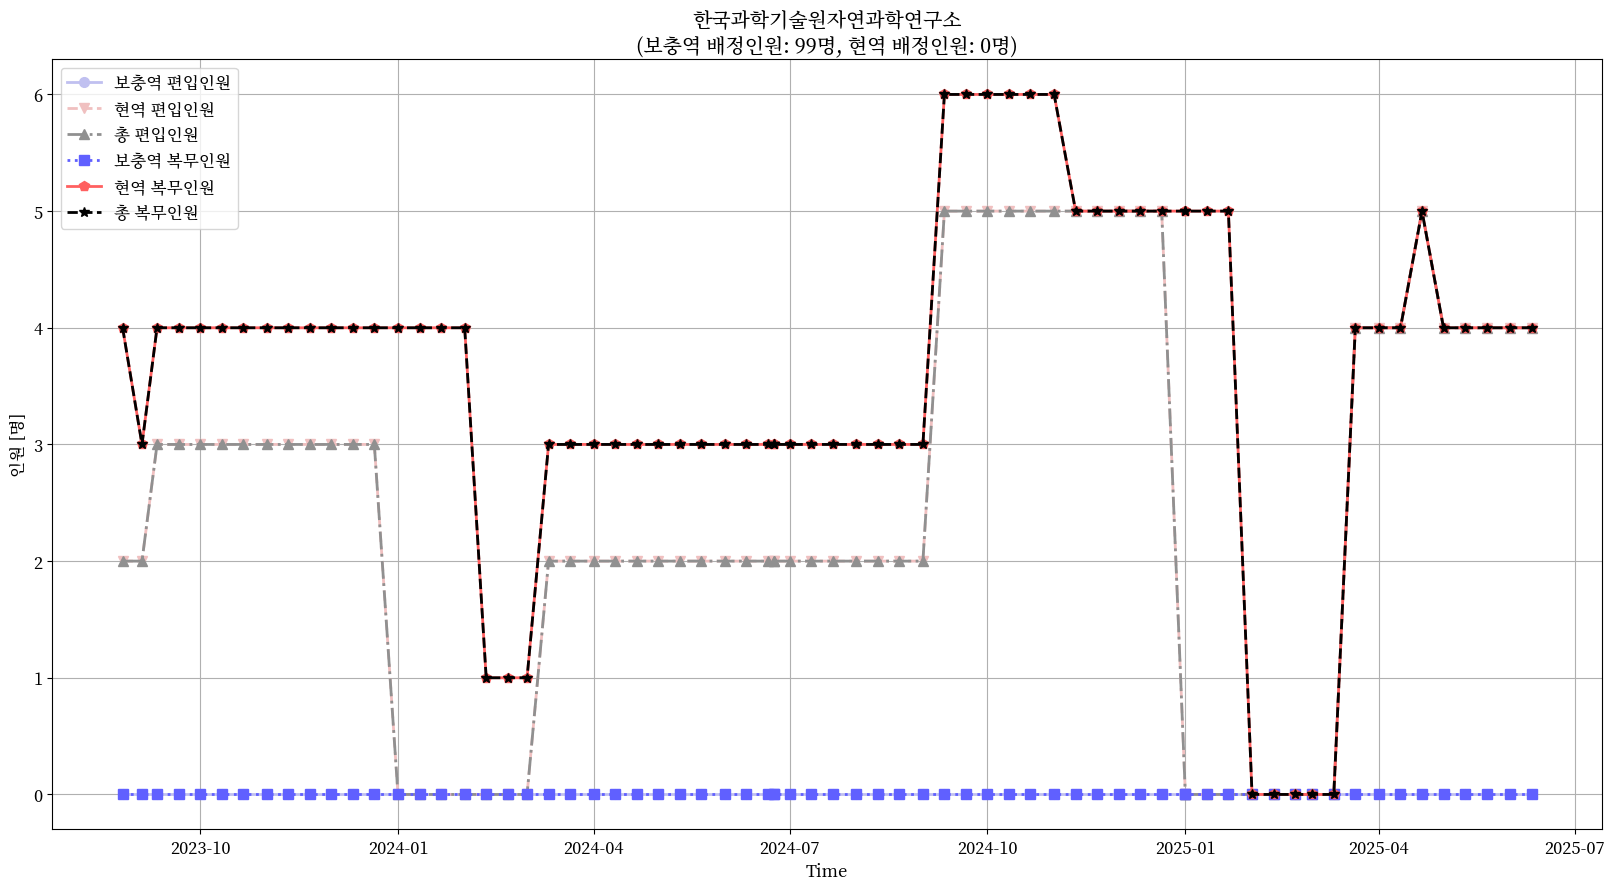 한국과학기술원자연과학연구소
(보충역 배정인원: 99명, 현역 배정인원: 0명)
보충역 편입인원
현역 편입인원
총 편입인원
보충역 복무인원
현역 복무인원
총 복무인원
인원 [명]
6
5
4
3
2
1
0
2023-10
2024-01
2024-04
2024-07
2024-10
2025-01
2025-04
2025-07
Time